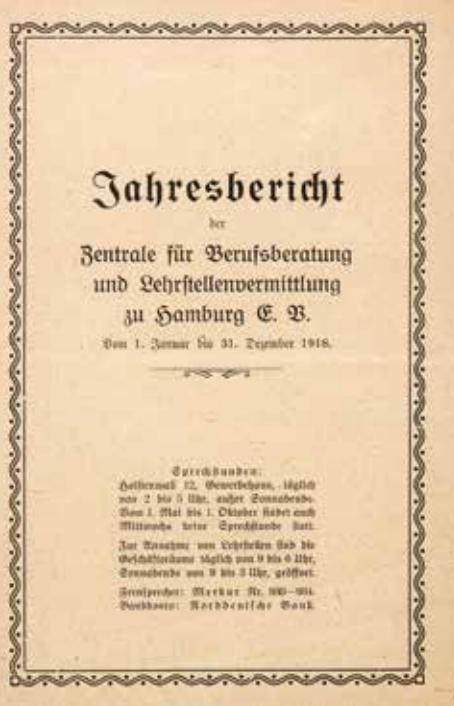 Jahresbericht
der
Zentrale für Berufsberatung
und Lehrstellenvermittlung
zu Hamburg E. V.
Vom 1. Januar bis 31. Dezember 1918.
Sprechstunden:
Holstenwall 12, Gewerbehaus, täglich
von 2 bis 5 Uhr, außer Sonnabends.
Vom 1. Mai bis 1. Oktober findet auch
Mittwochs keine Sprechstunde statt.
Zur Annahme von Lehrstellen sind die
Geschäftsräume täglich von 9 bis 6 Uhr,
Sonnabends von 9 bis 3 Uhr, geöffnet.
Fernsprecher: Merkur Nr.
Bankkonto: Norddeutsche Bank.